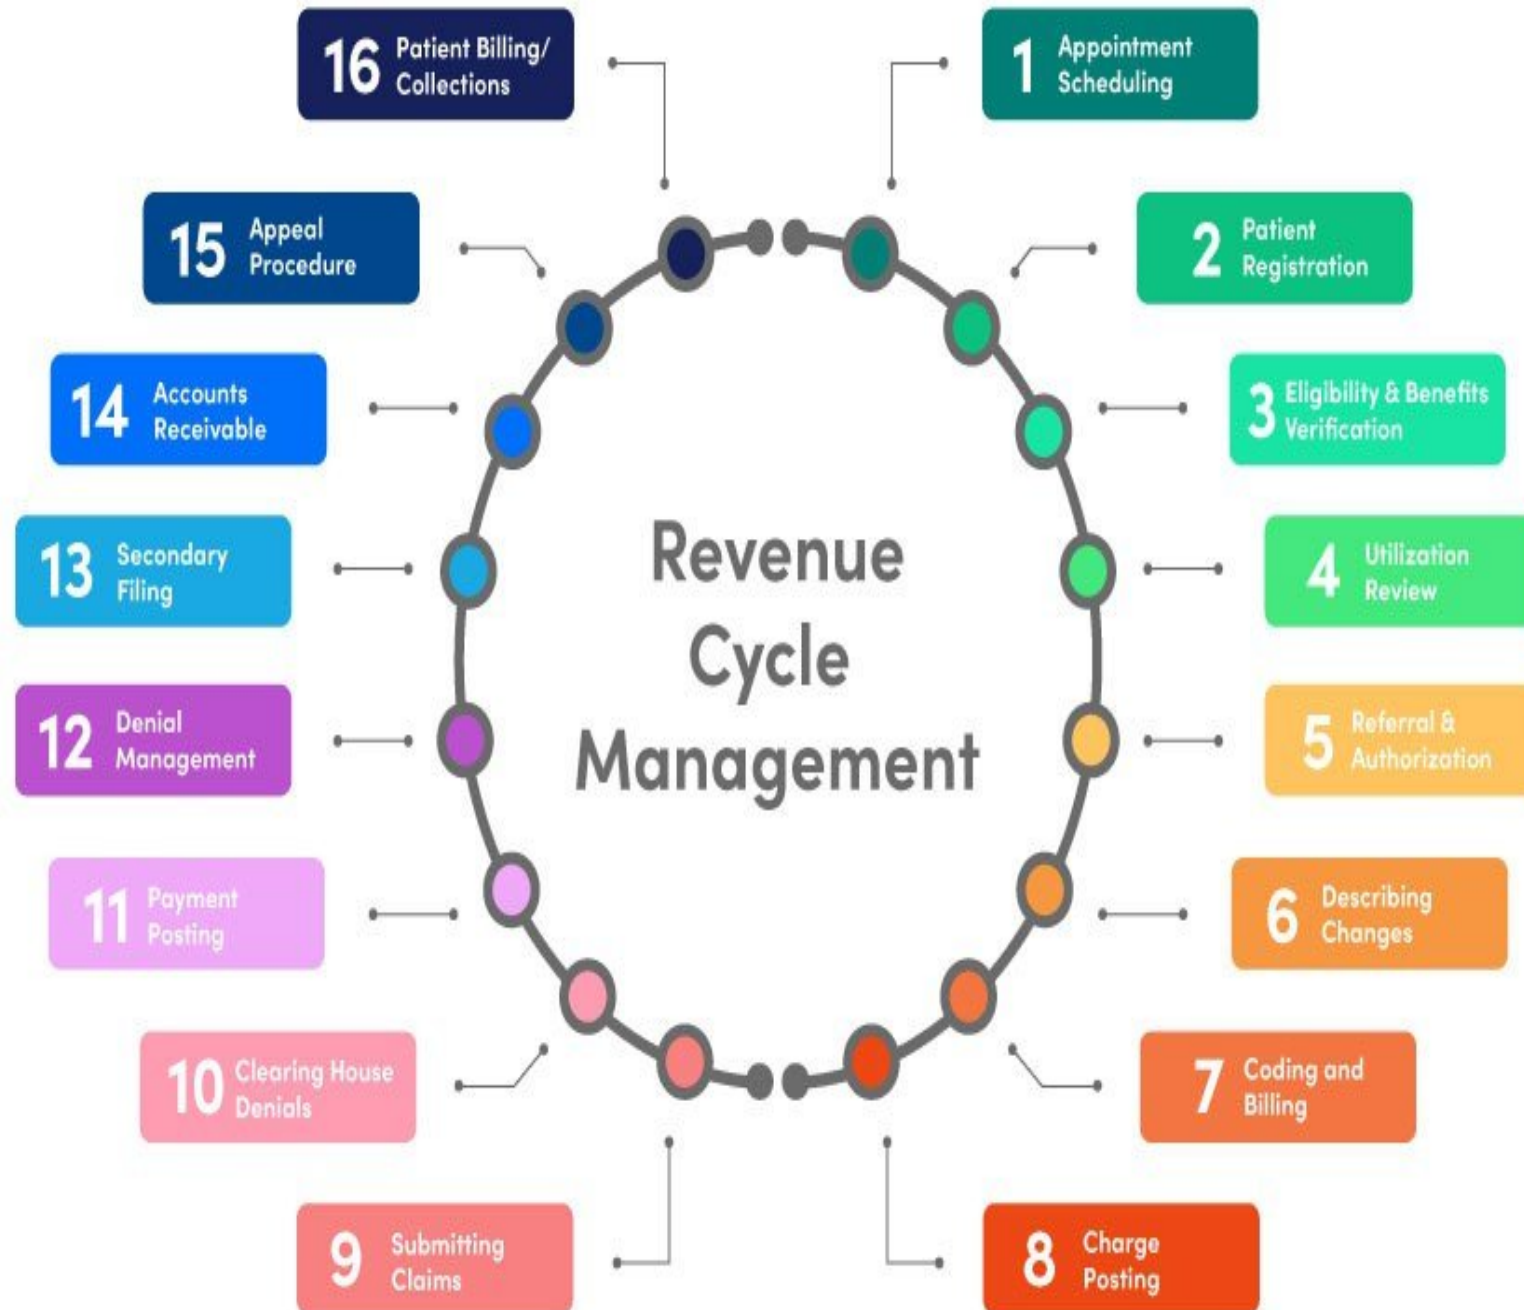 Revenue
Cycle
Management
1 Appointment
Scheduling
2 Patient
Registration
3 Eligibility & Benefits
Verification
4 Utilization
Review
5 Referral &
Authorization
6 Describing
Changes
7 Coding and
Billing
8 Charge
Posting
9 Submitting
Claims
10 Clearing House
Denials
11 Payment
Posting
12 Denial
Management
13 Secondary
Filing
14 Accounts
Receivable
15 Appeal
Procedure
16 Patient Billing/
Collections